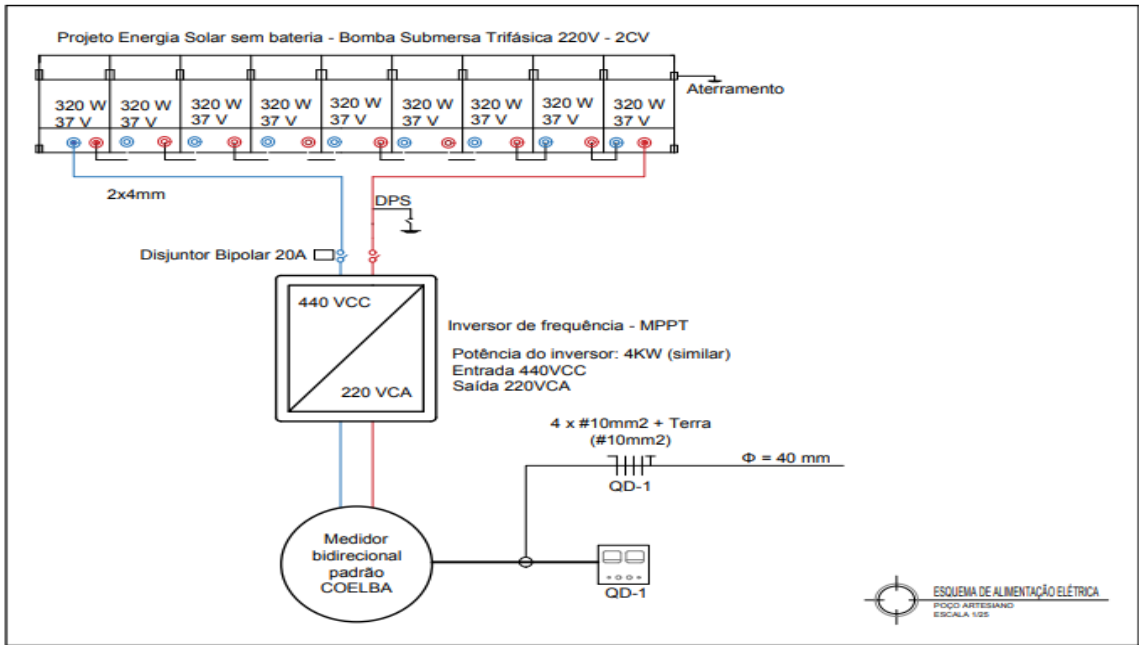 Projeto Energia Solar sem bateria - Bomba Submersa Trifásica 220V - 2CV
Aterramento
320 W 320 W 320 W 320 W 320 W 320 W 320 W 320 W 320 W
37 V 37 V 37 V 37 V 37 V 37 V 37 V 37 V 37 V
2x4mm
DPS
Disjuntor Bipolar 20A
440 VCC
220 VCA
Inversor de frequência - MPPT
Potência do inversor: 4KW (similar)
Entrada 440VCC
Saída 220VCA
4 x #10mm2 + Terra
(#10mm2)
Φ = 40 mm
QD-1
Medidor
bidirecional
padrão
COELBA
QD-1
ESQUEMA DE ALIMENTAÇÃO ELÉTRICA
POÇO ARTESIANO
ESCALA 1/25